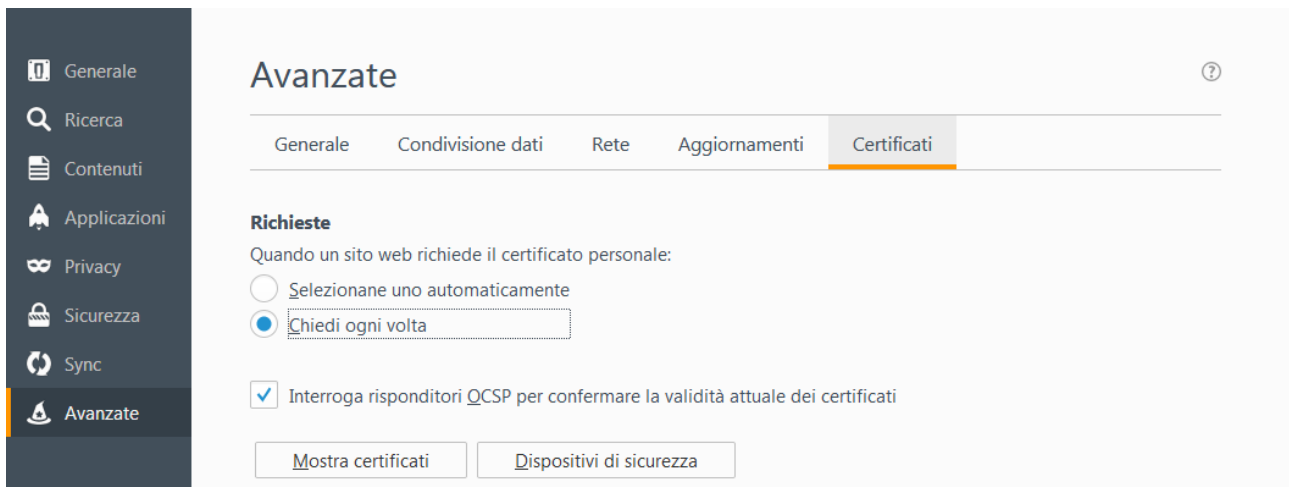 Generale
Ricerca
Contenuti
Applicazioni
Privacy
Sicurezza
Sync
Avanzate
Avanzate
?
Generale Condivisione dati Rete Aggiornamenti Certificati
Richieste
Quando un sito web richiede il certificato personale:
Selezionane uno automaticamente
Chiedi ogni volta
Interroga risponditori OCSP per confermare la validità attuale dei certificati
Mostra certificati Dispositivi di sicurezza